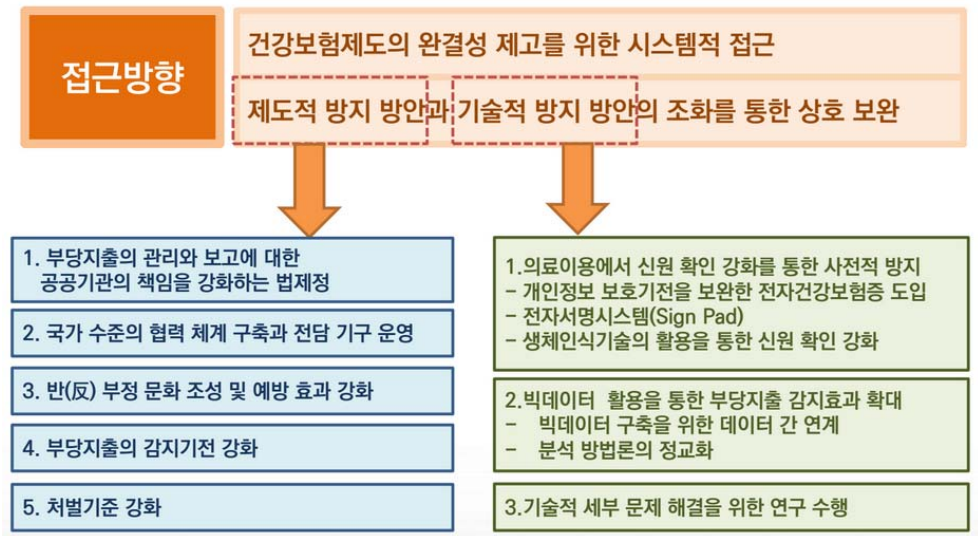 접근방향
건강보험제도의 완결성 제고를 위한 시스템적 접근
제도적 방지 방안과 기술적 방지 방안의 조화를 통한 상호 보완
1. 부당지출의 관리와 보고에 대한
공공기관의 책임을 강화하는 법제정
2. 국가 수준의 협력 체계 구축과 전담 기구 운영
3. 반(反) 부정 문화 조성 및 예방 효과 강화
4. 부당지출의 감지기전 강화
5. 처벌기준 강화
1.의료이용에서 신원 확인 강화를 통한 사전적 방지
- 개인정보 보호기전을 보완한 전자건강보험증 도입
- 전자서명시스템(Sign Pad)
- 생체인식기술의 활용을 통한 신원 확인 강화
2.빅데이터 활용을 통한 부당지출 감지효과 확대
- 빅데이터 구축을 위한 데이터 간 연계
- 분석 방법론의 정교화
3.기술적 세부 문제 해결을 위한 연구 수행